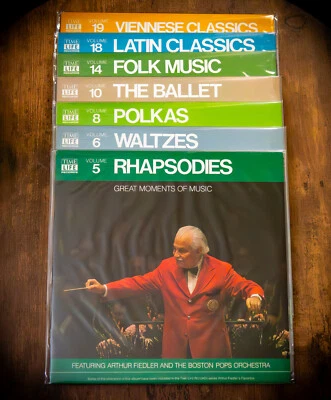 TIME LIFE VOLUME 19 VIENNESE CLASSICS
TIME LIFE VOLUME 18 LATIN CLASSICS
TIME LIFE VOLUME 14 FOLK MUSIC
TIME LIFE VOLUME 10 THE BALLET
TIME LIFE VOLUME 8 POLKAS
TIME LIFE VOLUME 6 WALTZES
TIME LIFE VOLUME 5 RHAPSODIES
GREAT MOMENTS OF MUSIC
FEATURING ARTHUR FIEDLER AND THE BOSTON POPS ORCHESTRA